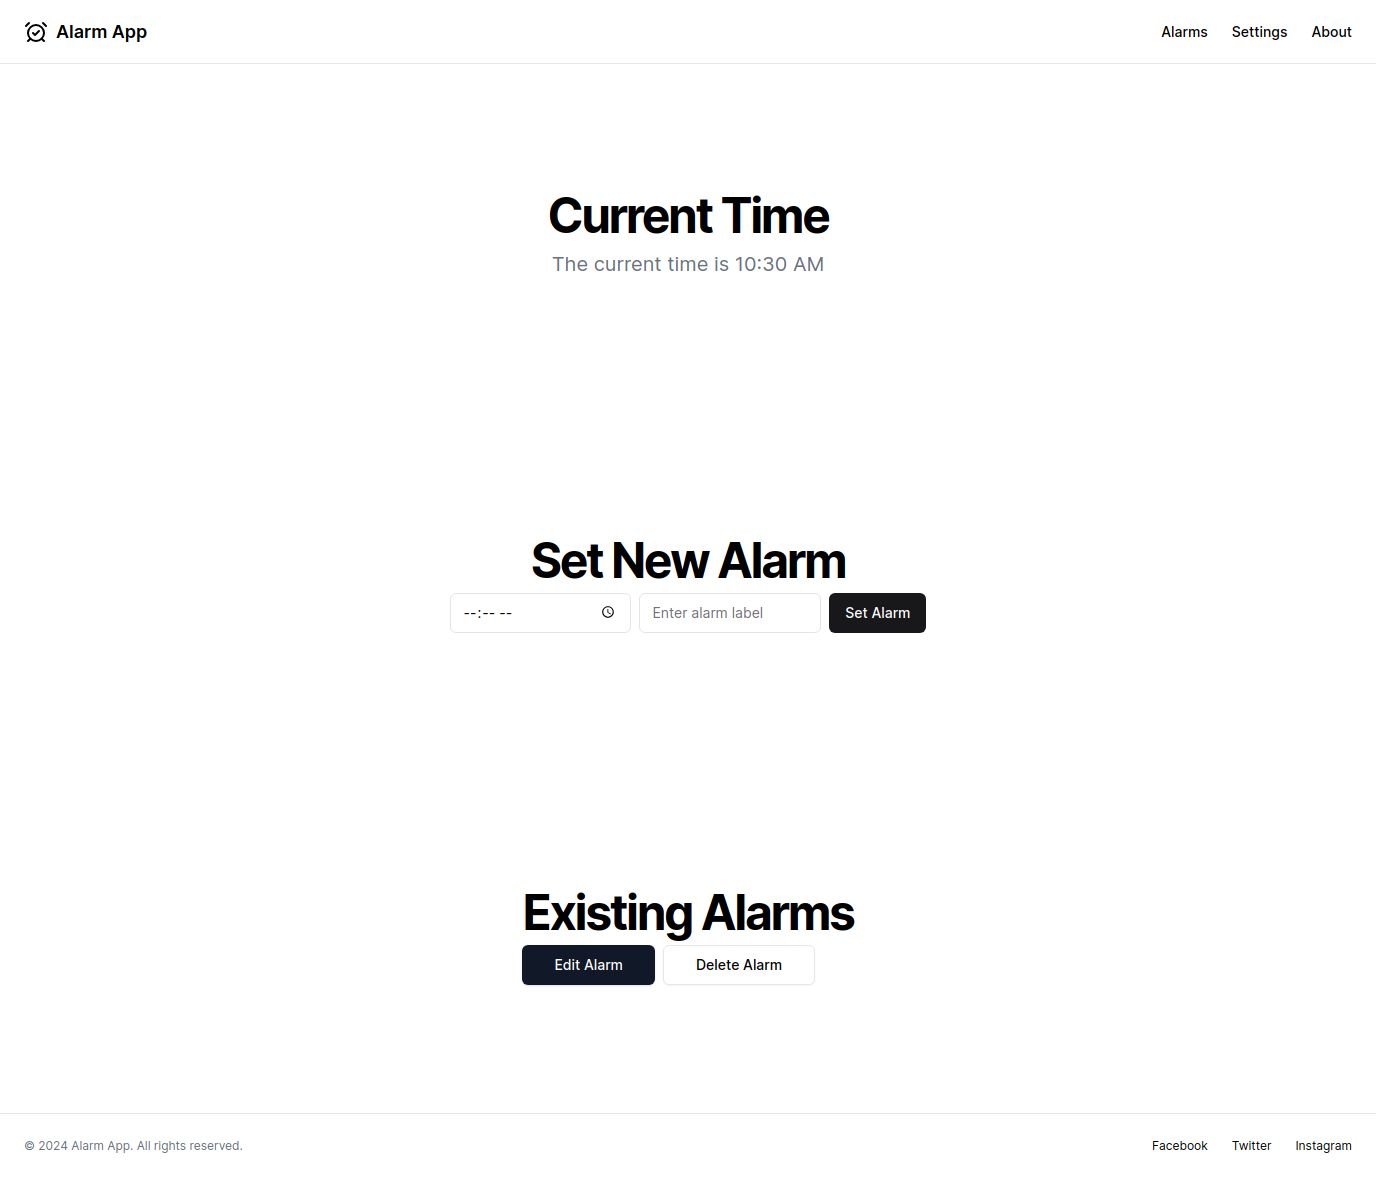 Alarm App
Alarms Settings About
Current Time
The current time is 10:30 AM
Set New Alarm
--:-- -- Enter alarm label Set Alarm
Existing Alarms
Edit Alarm Delete Alarm
© 2024 Alarm App. All rights reserved.
Facebook Twitter Instagram